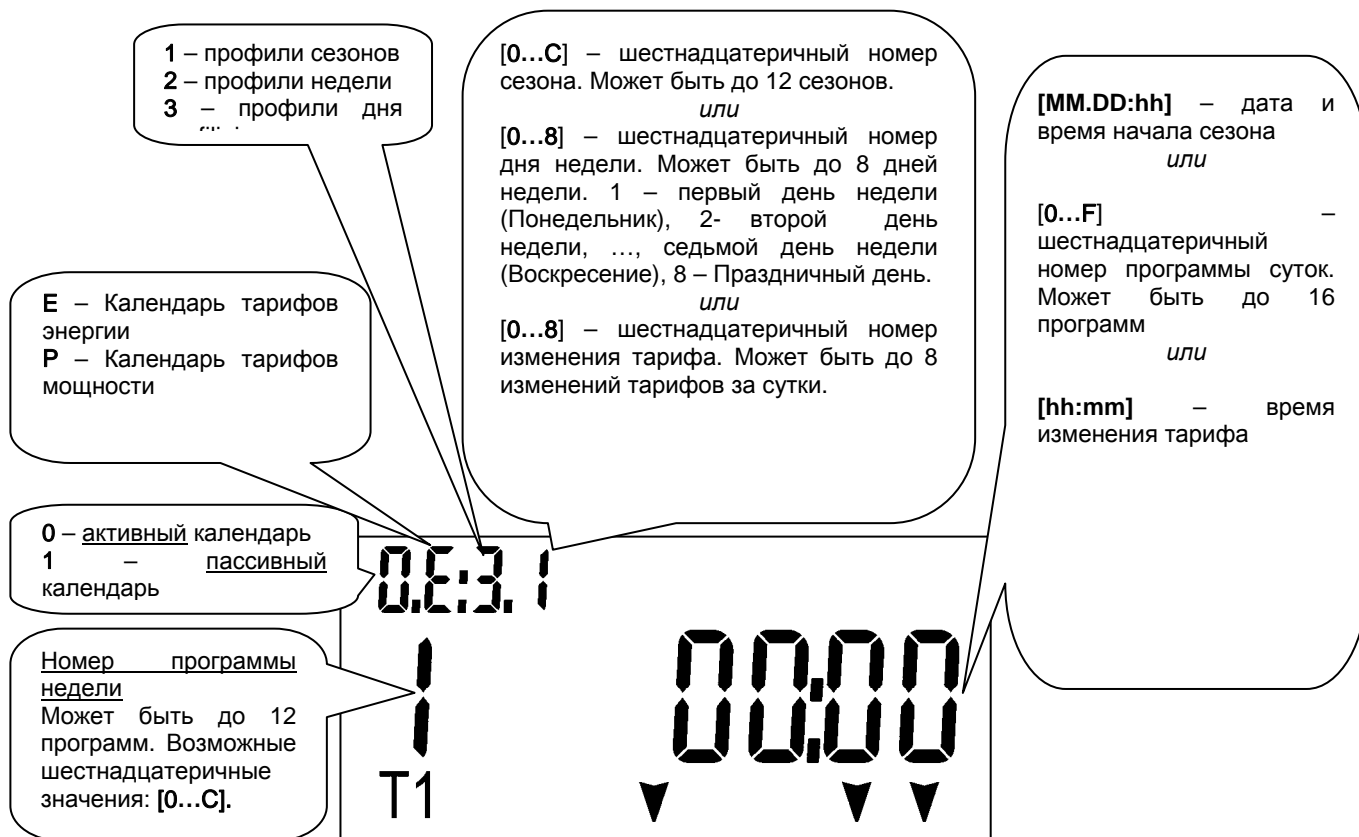 1 – профили сезонов
2 – профили недели
3 – профили дня
[0...C] – шестнадцатеричный номер
сезона. Может быть до 12 сезонов.
или
[0...8] – шестнадцатеричный номер
дня недели. Может быть до 8 дней
недели. 1 – первый день недели
(Понедельник), 2- второй день
недели, …, седьмой день недели
(Воскресение), 8 – Праздничный день.
или
[0...8] – шестнадцатеричный номер
изменения тарифа. Может быть до 8
изменений тарифов за сутки.
[MM.DD:hh] – дата и
время начала сезона
или
[0...F] –
шестнадцатеричный
номер программы суток.
Может быть до 16
программ
или
[hh:mm] – время
изменения тарифа
E – Календарь тарифов
энергии
P – Календарь тарифов
мощности
0 – активный календарь
1 – пассивный
календарь
Номер программы
недели
Может быть до 12
программ. Возможные
шестнадцатеричные
значения: [0...C].
0.E:3.1
1 00:00
T1